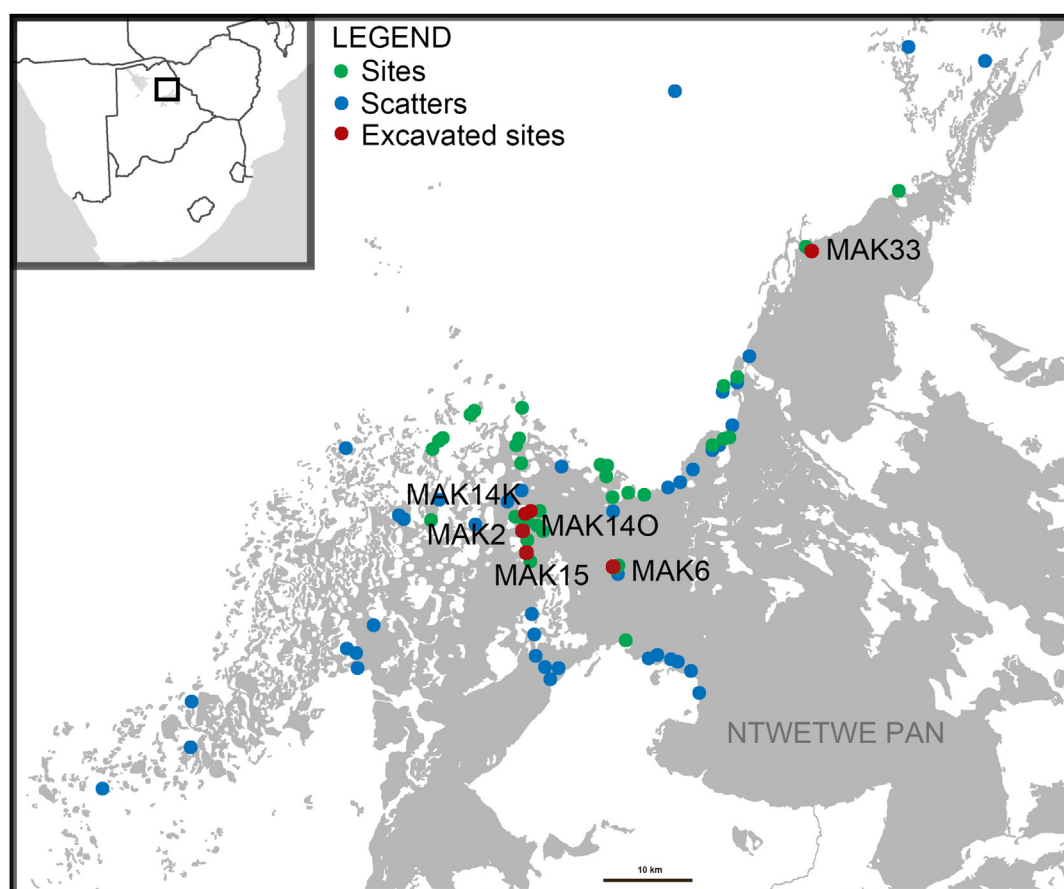 LEGEND
Sites
Scatters
Excavated sites
MAK33
MAK14K
MAK14O
MAK2
MAK15
MAK6
NTWETWE PAN
10 km